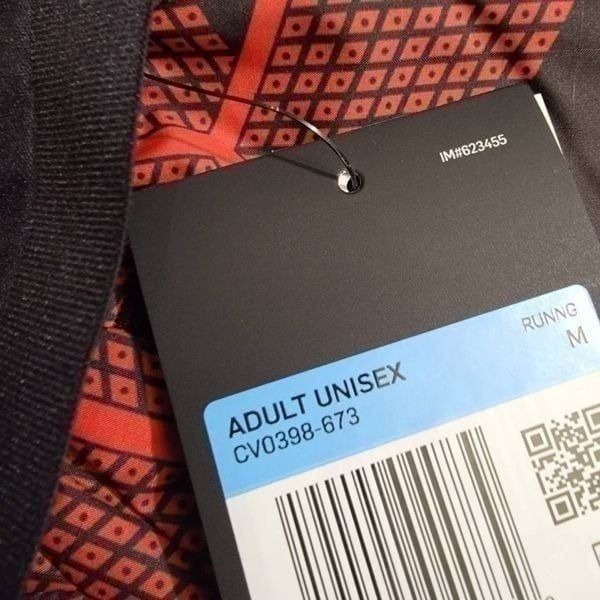 IM#623455
RUNNG
M
ADULT UNISEX
CV0398-673